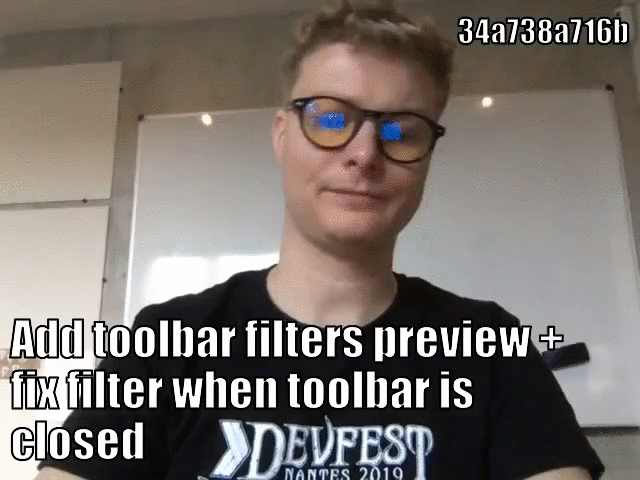 34a738a716b
Add toolbar filters preview +
fix filter when toolbar is
closed
DEVFEST
NANTES 2019